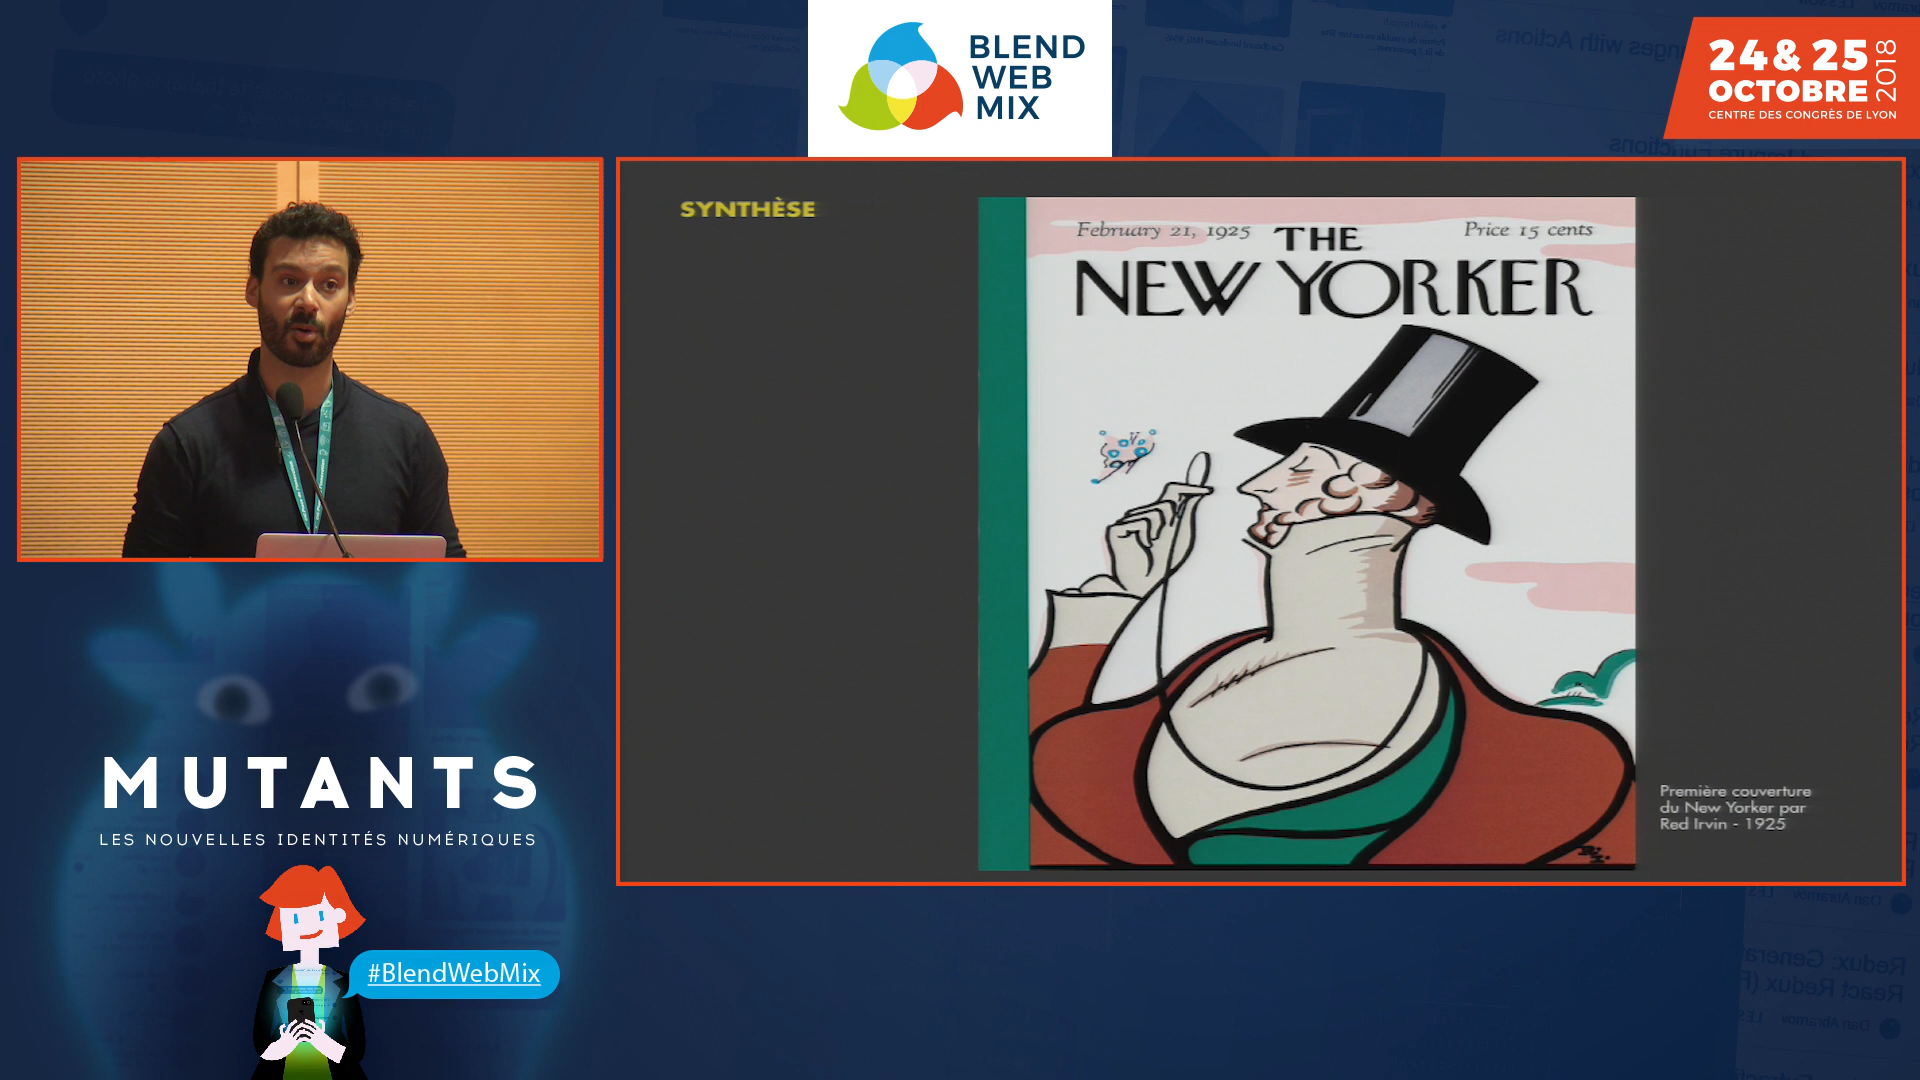 BLEND
WEB
MIX
24 & 25
OCTOBRE
2018
CENTRE DES CONGRÈS DE LYON
SYNTHÈSE
February 21, 1925
Price 15 cents
THE
NEW YORKER
Première couverture
du New Yorker par
Red Irvin - 1925
MUTANTS
LES NOUVELLES IDENTITÉS NUMÉRIQUES
#BlendWebMix